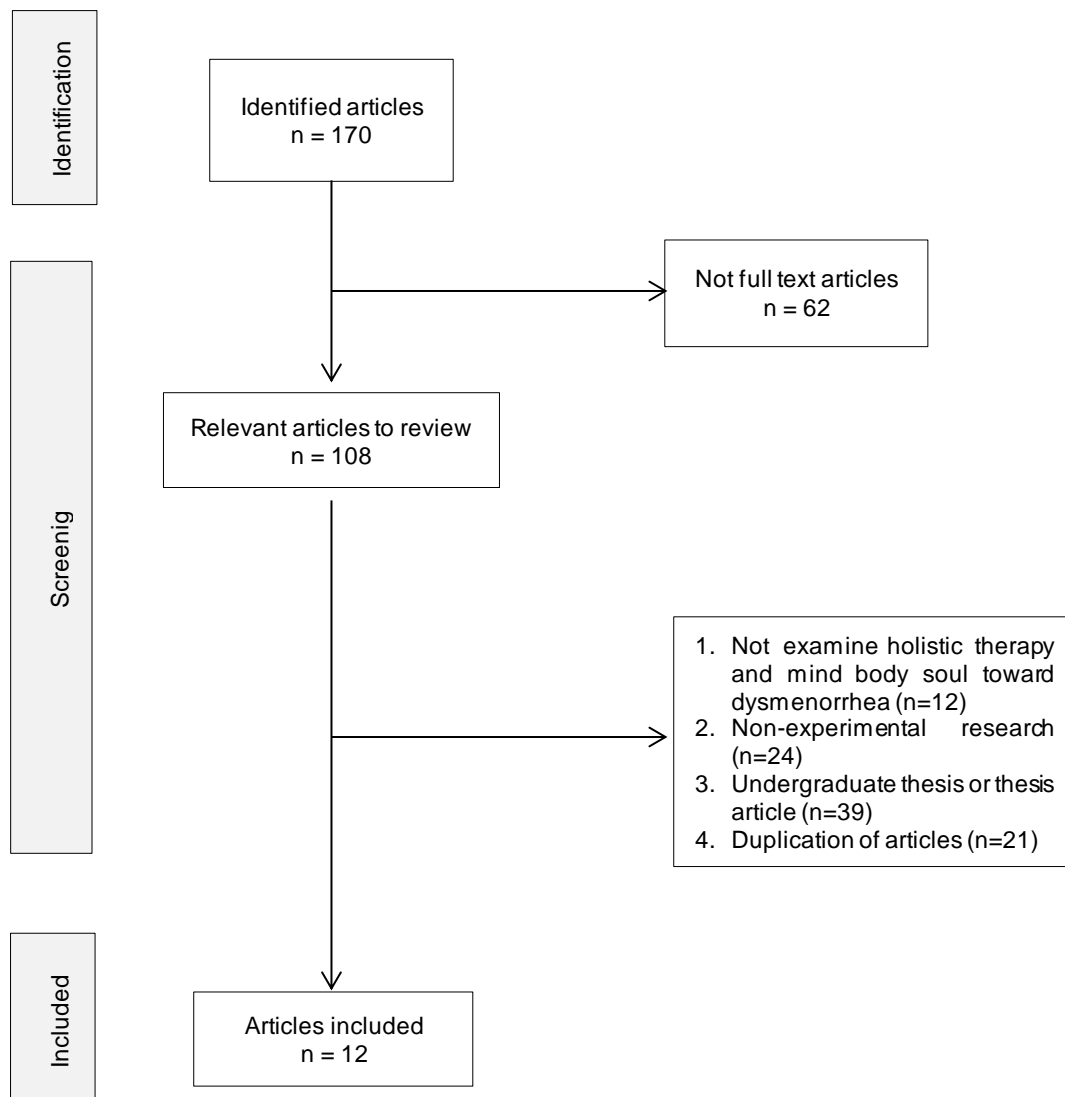 Identification
Identified articles
n = 170
Not full text articles
n = 62
Screenig
Relevant articles to review
n = 108
1. Not examine holistic therapy
and mind body soul toward
dysmenorrhea (n=12)
2. Non-experimental research
(n=24)
3. Undergraduate thesis or thesis
article (n=39)
4. Duplication of articles (n=21)
Included
Articles included
n = 12